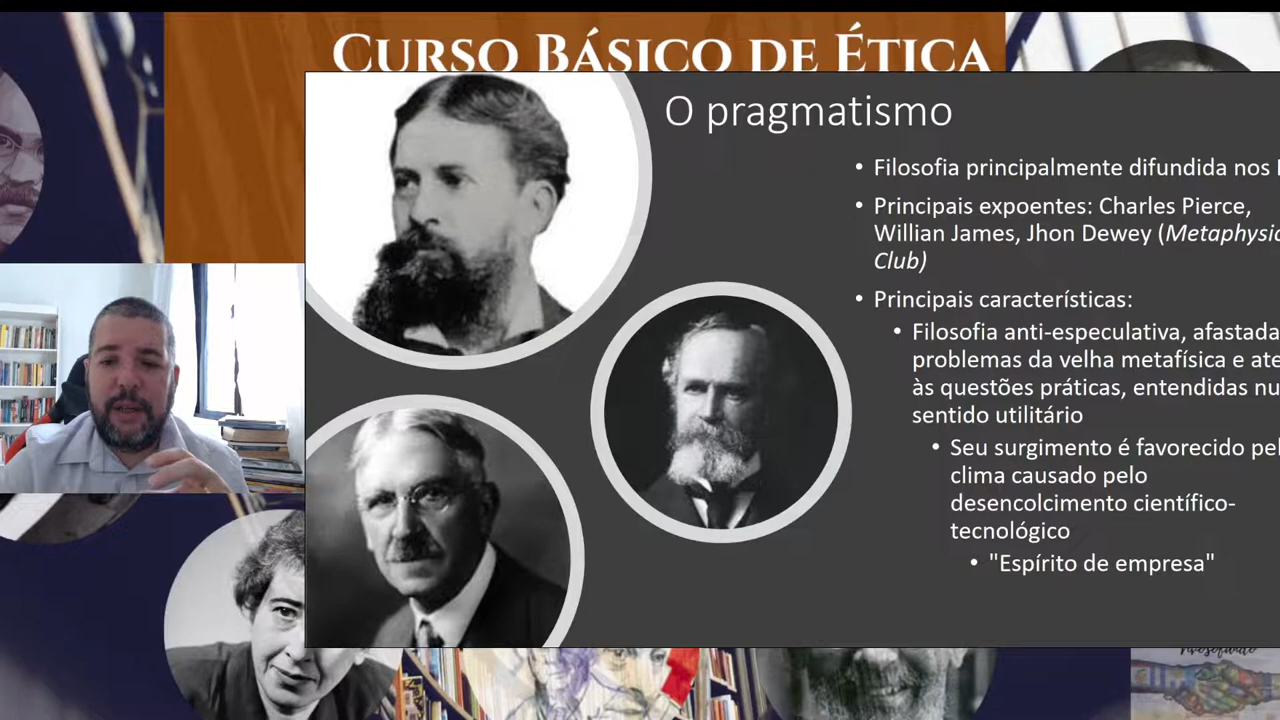 CURSO BÁSICO DE ÉTICA
O pragmatismo
• Filosofia principalmente difundida nos
• Principais expoentes: Charles Pierce,
Willian James, Jhon Dewey (Metaphysic
Club)
• Principais características:
• Filosofia anti-especulativa, afastada
problemas da velha metafísica e ate
às questões práticas, entendidas nu
sentido utilitário
• Seu surgimento é favorecido pel
clima causado pelo
desencolcimento científico-
tecnológico
• "Espírito de empresa"